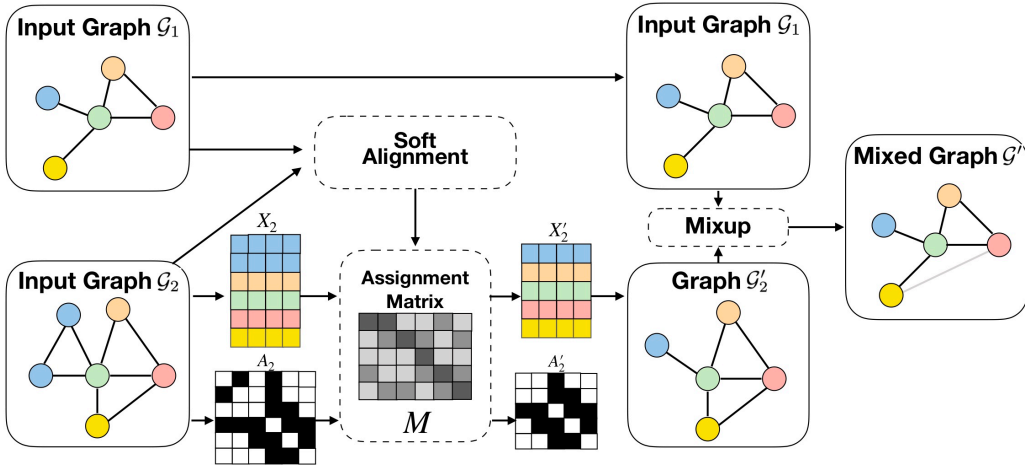 Input Graph 𝒢₁
Input Graph 𝒢₁
Soft
Alignment
Mixed Graph 𝒢′
X₂
X′₂
Mixup
Input Graph 𝒢₂
Assignment
Matrix
Graph 𝒢′₂
A₂
A′₂
M